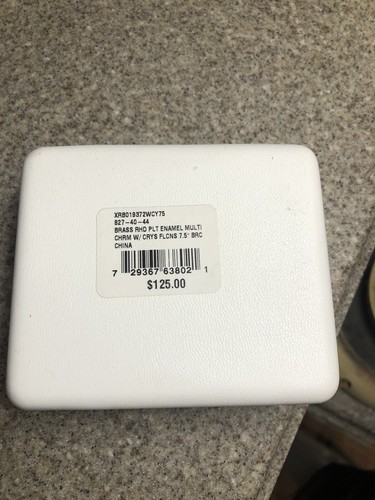 XRB019372WCY75
827-40-44
BRASS RHD PLT ENAMEL MULTI
CHRM W/ CRYS FLCNS 7.5" BRC
CHINA
7 29367 63802 1
$125.00